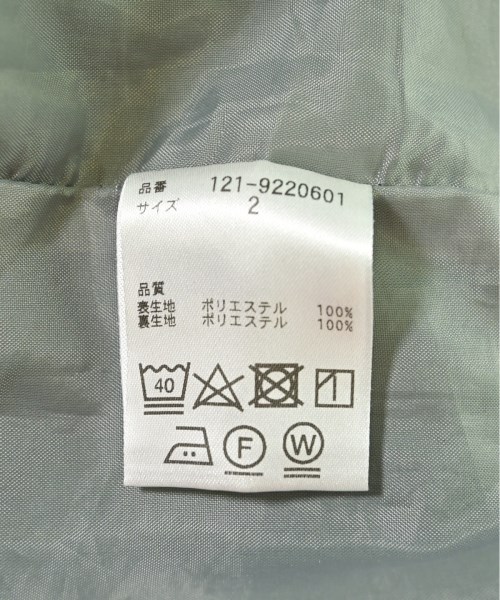 品番 121-9220601
サイズ 2
品質
表生地 ポリエステル 100%
裏生地 ポリエステル 100%
40
F W